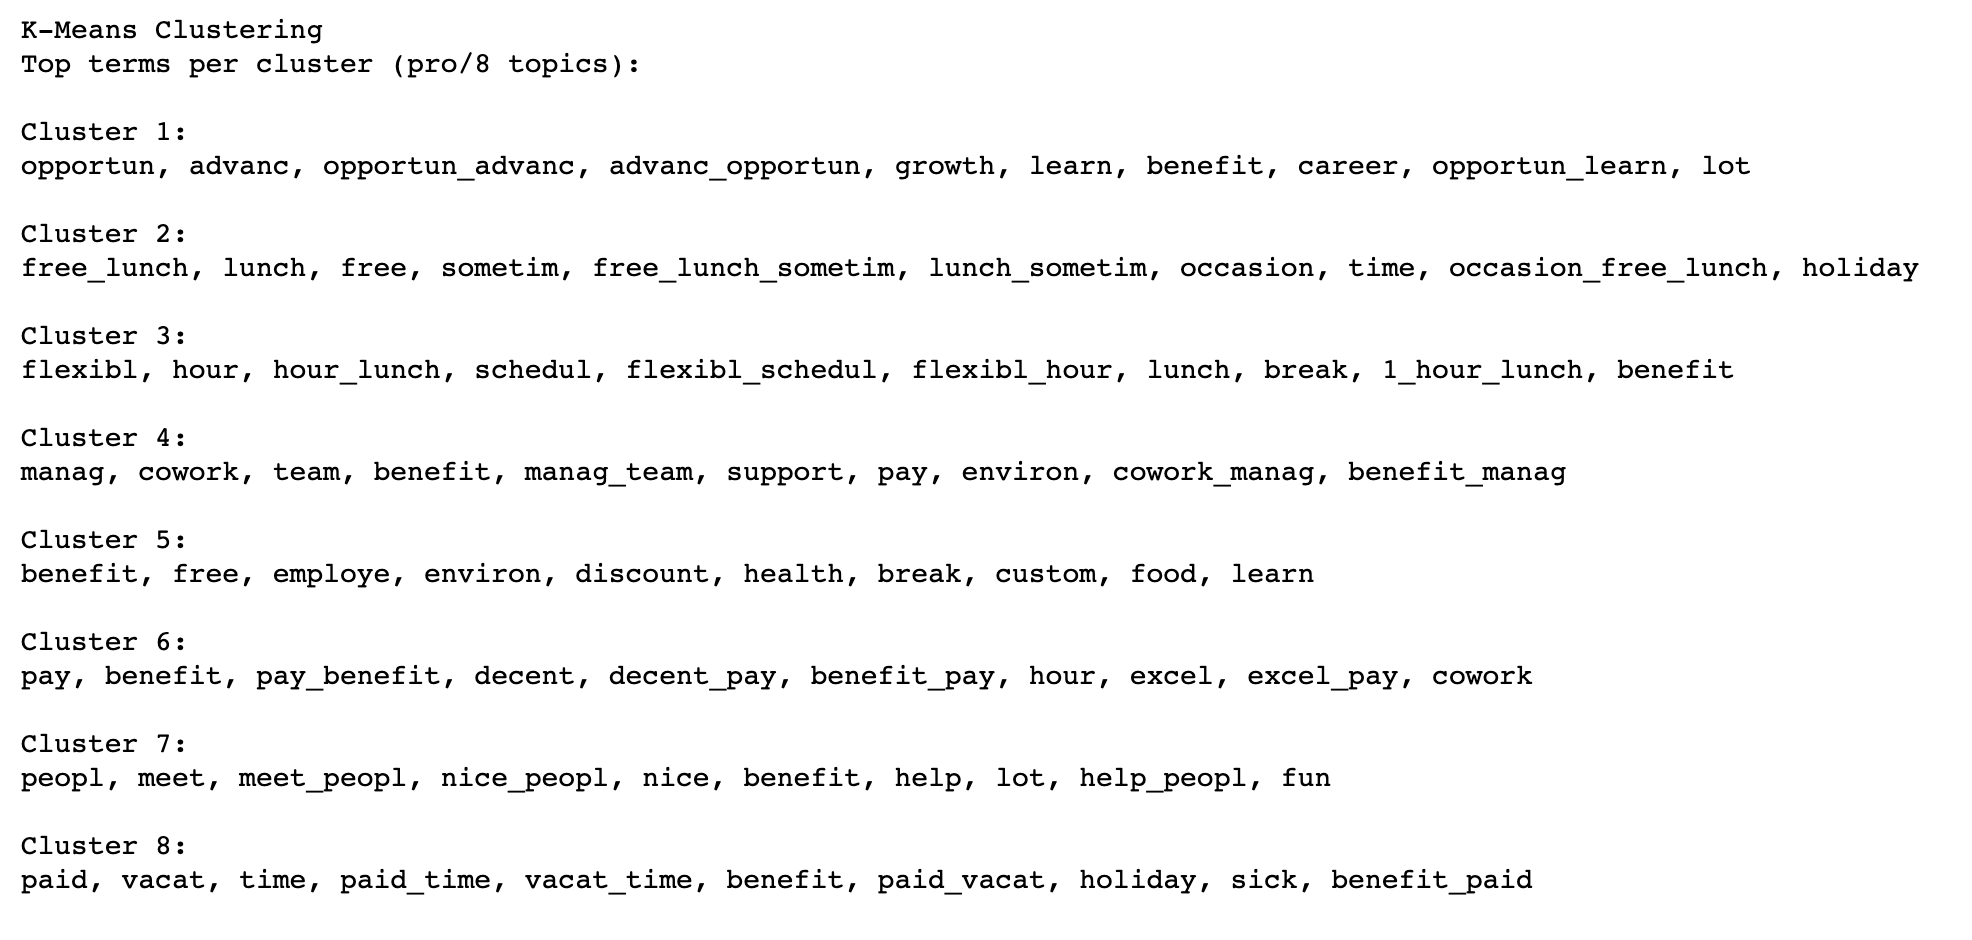 K-Means Clustering
Top terms per cluster (pro/8 topics):
Cluster 1:
opportun, advanc, opportun_advanc, advanc_opportun, growth, learn, benefit, career, opportun_learn, lot
Cluster 2:
free_lunch, lunch, free, sometim, free_lunch_sometim, lunch_sometim, occasion, time, occasion_free_lunch, holiday
Cluster 3:
flexibl, hour, hour_lunch, schedul, flexibl_schedul, flexibl_hour, lunch, break, 1_hour_lunch, benefit
Cluster 4:
manag, cowork, team, benefit, manag_team, support, pay, environ, cowork_manag, benefit_manag
Cluster 5:
benefit, free, employe, environ, discount, health, break, custom, food, learn
Cluster 6:
pay, benefit, pay_benefit, decent, decent_pay, benefit_pay, hour, excel, excel_pay, cowork
Cluster 7:
peopl, meet, meet_peopl, nice_peopl, nice, benefit, help, lot, help_peopl, fun
Cluster 8:
paid, vacat, time, paid_time, vacat_time, benefit, paid_vacat, holiday, sick, benefit_paid